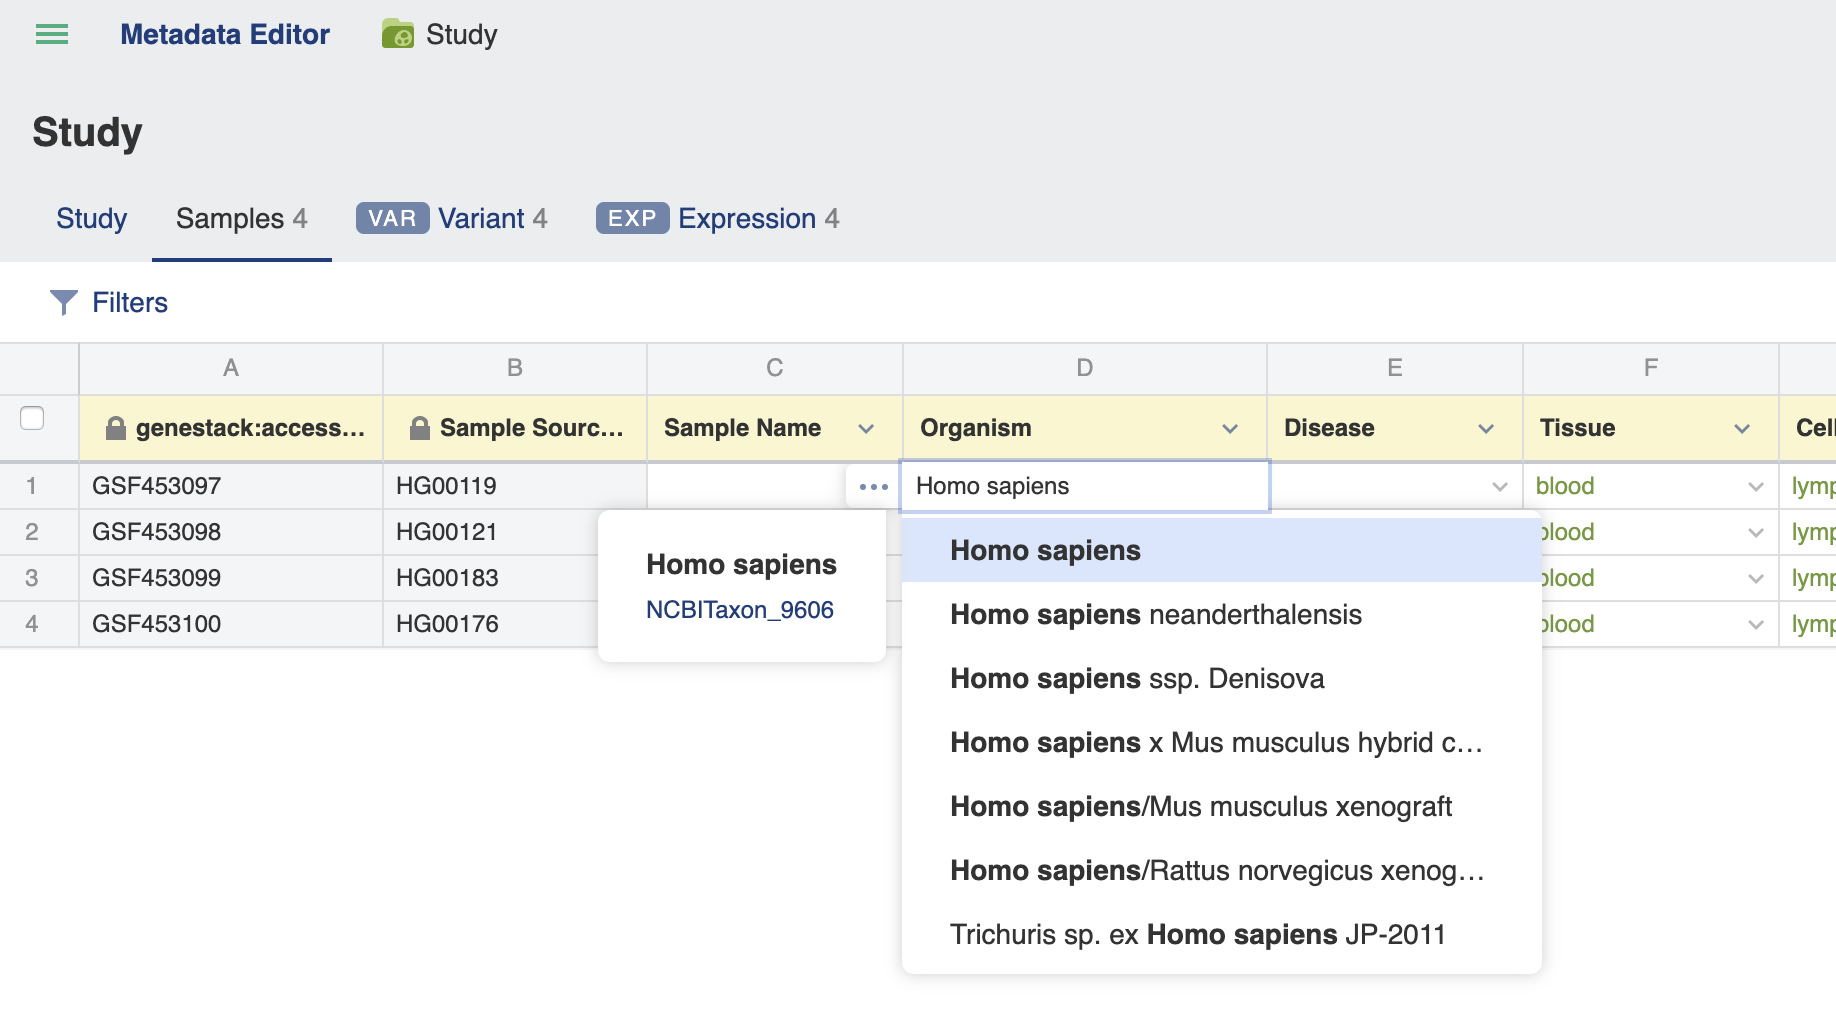 Metadata Editor Study
Study
Study Samples 4 VAR Variant 4 EXP Expression 4
Filters
A B C D E F
genestack:access... Sample Sourc... Sample Name Organism Disease Tissue Cell
1 GSF453097 HG00119 ... Homo sapiens blood lymp
2 GSF453098 HG00121 blood lymp
3 GSF453099 HG00183 blood lymp
4 GSF453100 HG00176 blood lymp
Homo sapiens
NCBITaxon_9606
Homo sapiens
Homo sapiens neanderthalensis
Homo sapiens ssp. Denisova
Homo sapiens x Mus musculus hybrid c...
Homo sapiens/Mus musculus xenograft
Homo sapiens/Rattus norvegicus xenog...
Trichuris sp. ex Homo sapiens JP-2011